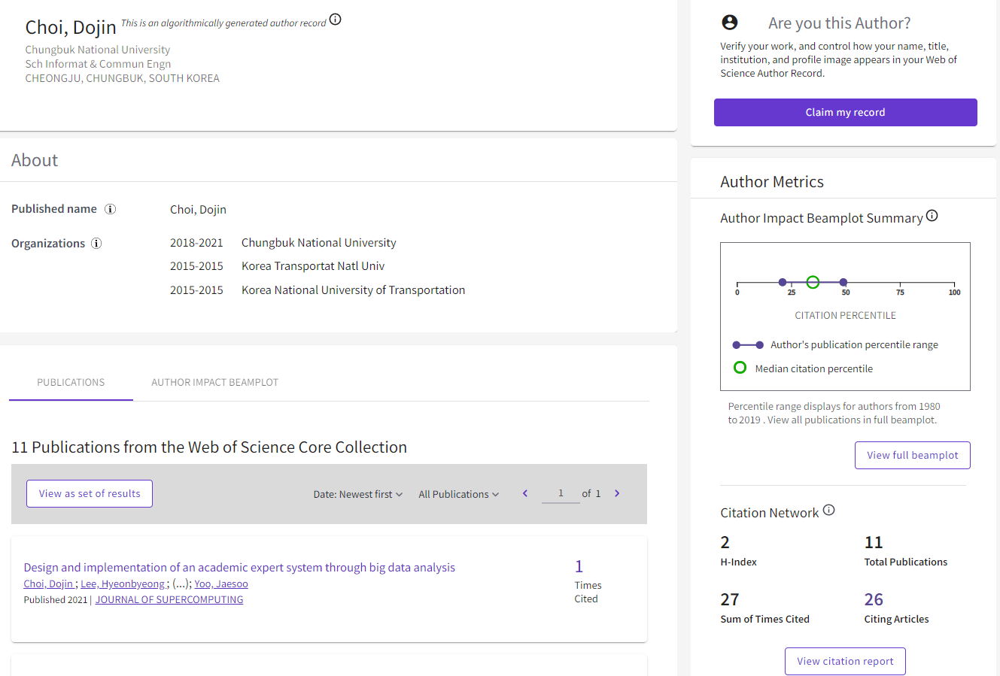 Choi, Dojin This is an algorithmically generated author record
Chungbuk National University
Sch Informat & Commun Engn
CHEONGJU, CHUNGBUK, SOUTH KOREA
About
Published name
Choi, Dojin
Organizations
2018-2021 Chungbuk National University
2015-2015 Korea Transportat Natl Univ
2015-2015 Korea National University of Transportation
PUBLICATIONS AUTHOR IMPACT BEAMPLOT
11 Publications from the Web of Science Core Collection
View as set of results
Date: Newest first
All Publications
1 of 1
Design and implementation of an academic expert system through big data analysis
Choi, Dojin ; Lee, Hyeonbyeong ; (...); Yoo, Jaesoo
Published 2021 | JOURNAL OF SUPERCOMPUTING
1
Times
Cited
Are you this Author?
Verify your work, and control how your name, title,
institution, and profile image appears in your Web of
Science Author Record.
Claim my record
Author Metrics
Author Impact Beamplot Summary
0 25 50 75 100
CITATION PERCENTILE
Author's publication percentile range
Median citation percentile
Percentile range displays for authors from 1980
to 2019 . View all publications in full beamplot.
View full beamplot
Citation Network
2
H-Index
11
Total Publications
27
Sum of Times Cited
26
Citing Articles
View citation report